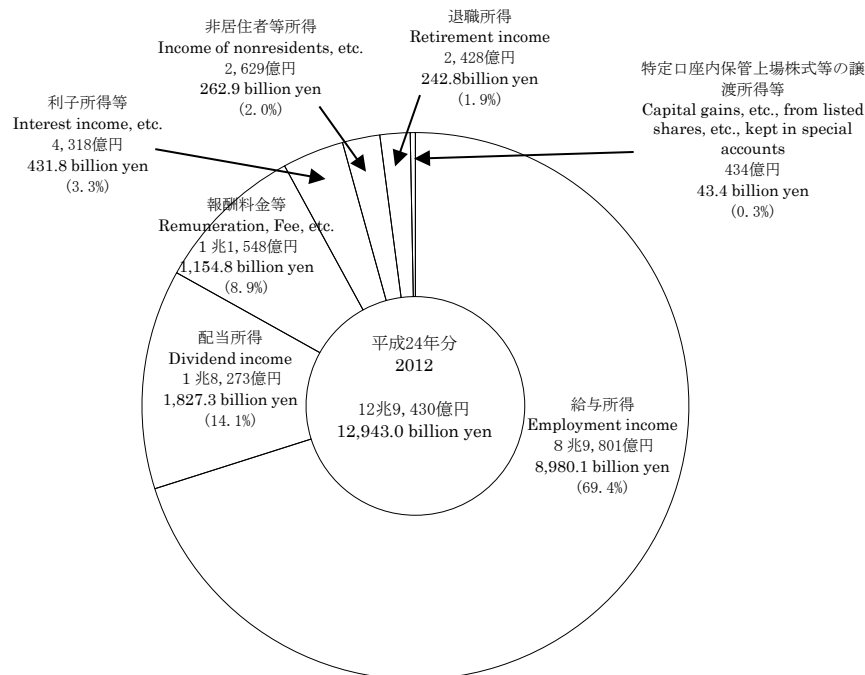 非居住者等所得
Income of nonresidents, etc.
2,629億円
262.9 billion yen
(2.0%)
退職所得
Retirement income
2,428億円
242.8billion yen
(1.9%)
特定口座内保管上場株式等の譲
渡所得等
Capital gains, etc., from listed
shares, etc., kept in special
accounts
434億円
43.4 billion yen
(0.3%)
利子所得等
Interest income, etc.
4,318億円
431.8 billion yen
(3.3%)
報酬料金等
Remuneration, Fee, etc.
1 兆1,548億円
1,154.8 billion yen
(8.9%)
配当所得
Dividend income
1 兆8,273億円
1,827.3 billion yen
(14.1%)
平成24年分
2012
12兆9,430億円
12,943.0 billion yen
給与所得
Employment income
8 兆9,801億円
8,980.1 billion yen
(69.4%)